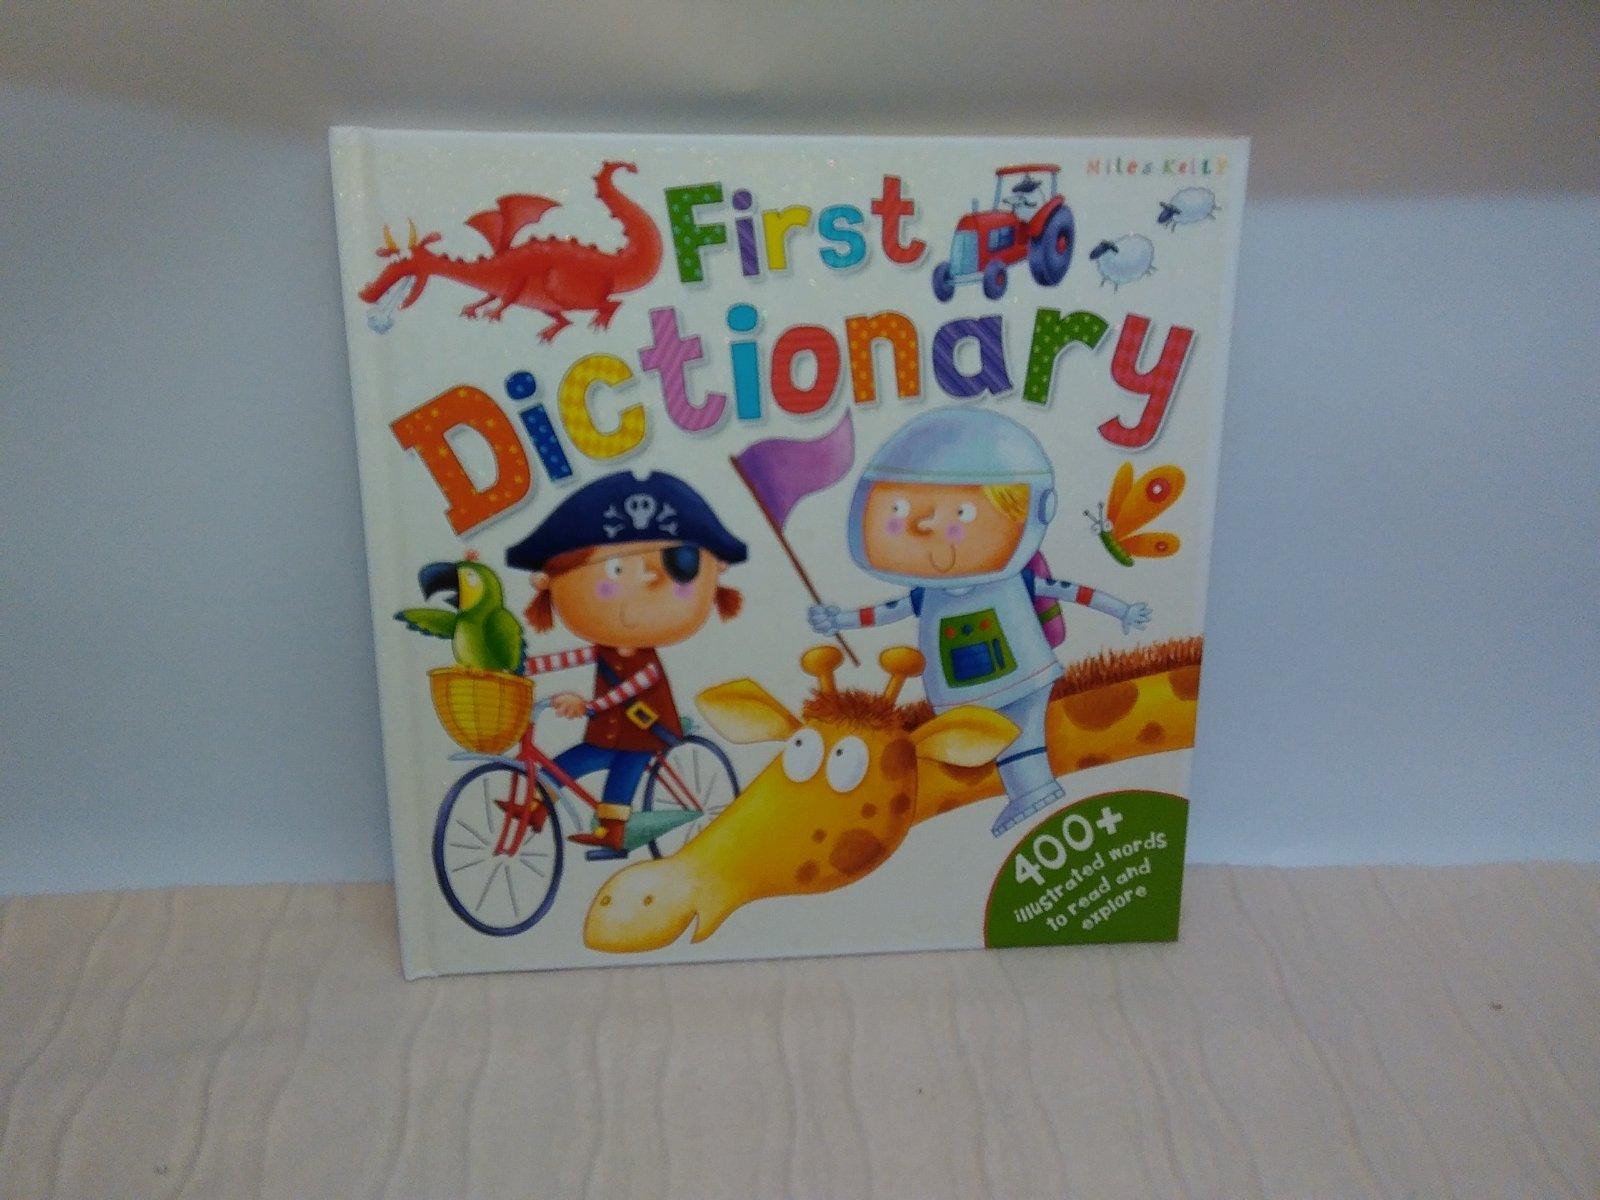 Miles Kelly
First
Dictionary
400+
illustrated words
to read and
explore